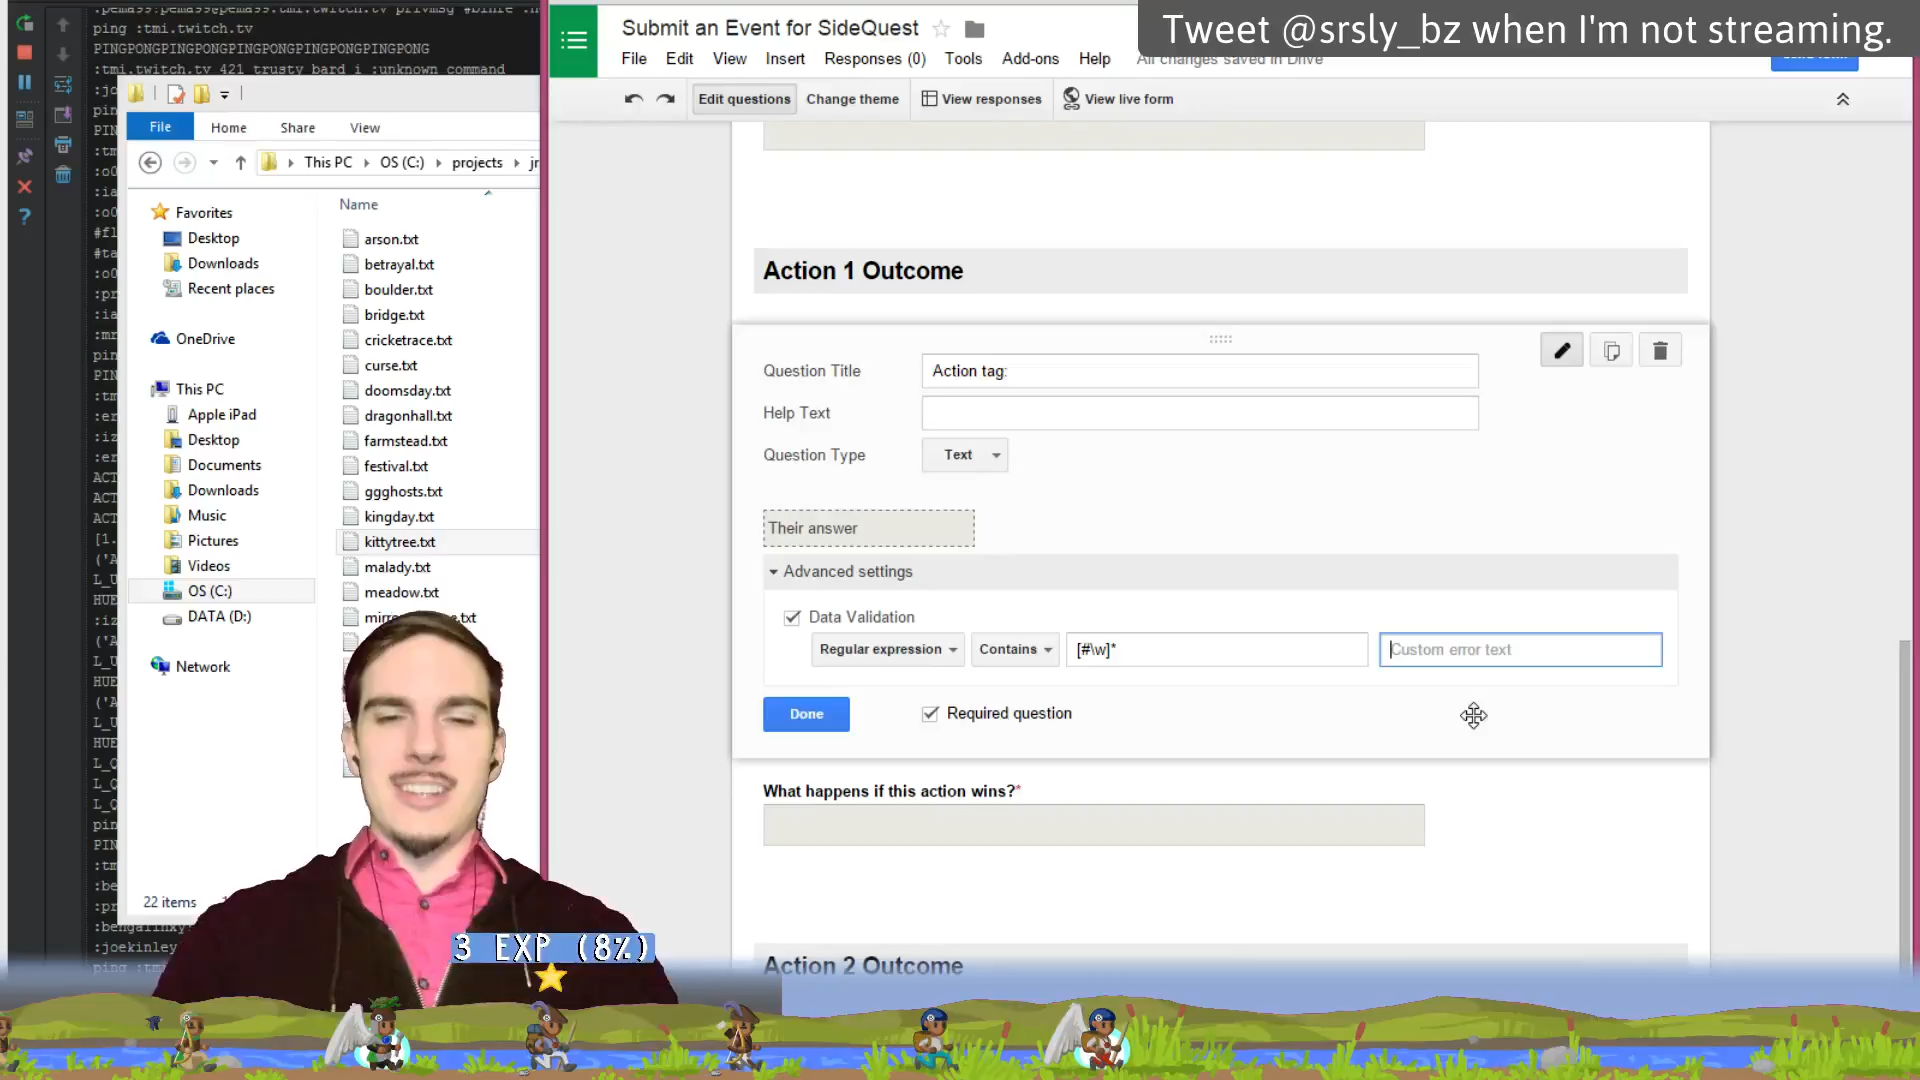 ping :tmi.twitch.tv
PINGPONGPINGPONGPINGPONGPINGPONGPINGPONG
:tmi.twitch.tv 421 trusty_bard i :unknown command
File
Home
Share
View
This PC
OS (C:)
projects
Name
Favorites
Desktop
Downloads
Recent places
OneDrive
This PC
Apple iPad
Desktop
Documents
Downloads
Music
Pictures
Videos
OS (C:)
DATA (D:)
Network
arson.txt
betrayal.txt
boulder.txt
bridge.txt
cricketrace.txt
curse.txt
doomsday.txt
dragonhall.txt
farmstead.txt
festival.txt
ggghosts.txt
kingday.txt
kittytree.txt
malady.txt
meadow.txt
22 items
Submit an Event for SideQuest
Tweet @srsly_bz when I'm not streaming.
File Edit View Insert Responses (0) Tools Add-ons Help All changes saved in Drive
Edit questions Change theme View responses View live form
Action 1 Outcome
Question Title Action tag:
Help Text
Question Type Text
Their answer
Advanced settings
Data Validation
Regular expression Contains [#\w]* Custom error text
Done Required question
What happens if this action wins?*
Action 2 Outcome
3 EXP (8%)